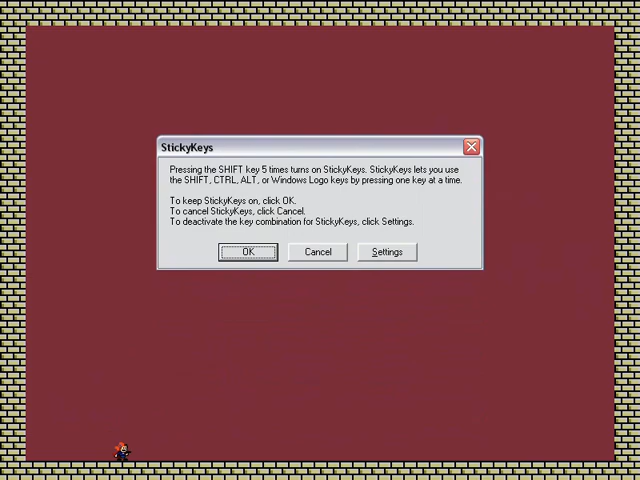 StickyKeys
Pressing the SHIFT key 5 times turns on StickyKeys. StickyKeys lets you use
the SHIFT, CTRL, ALT, or Windows Logo keys by pressing one key at a time.
To keep StickyKeys on, click OK.
To cancel StickyKeys, click Cancel.
To deactivate the key combination for StickyKeys, click Settings.
OK Cancel Settings